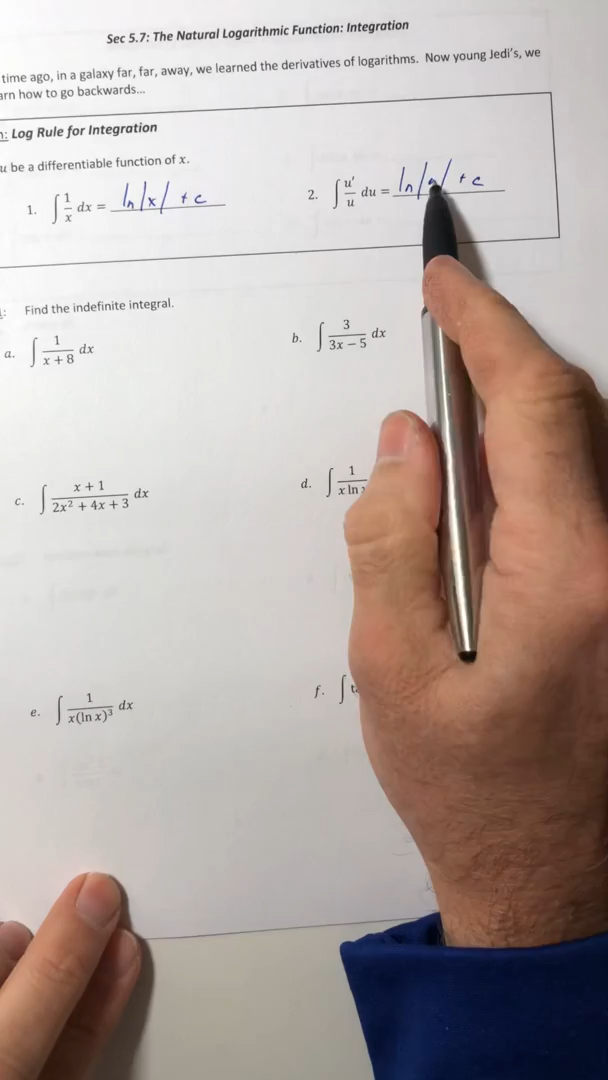 Sec 5.7: The Natural Logarithmic Function: Integration
time ago, in a galaxy far, far, away, we learned the derivatives of logarithms. Now young Jedi's, we
arn how to go backwards...
: Log Rule for Integration
u be a differentiable function of x.
1. ∫ 1/x dx = ln|x| + c
2. ∫ u'/u du = ln|u| + c
: Find the indefinite integral.
a. ∫ 1/(x + 8) dx
b. ∫ 3/(3x − 5) dx
c. ∫ (x + 1)/(2x² + 4x + 3) dx
d. ∫ 1/(x ln
e. ∫ 1/(x(ln x)³) dx
f. ∫ t